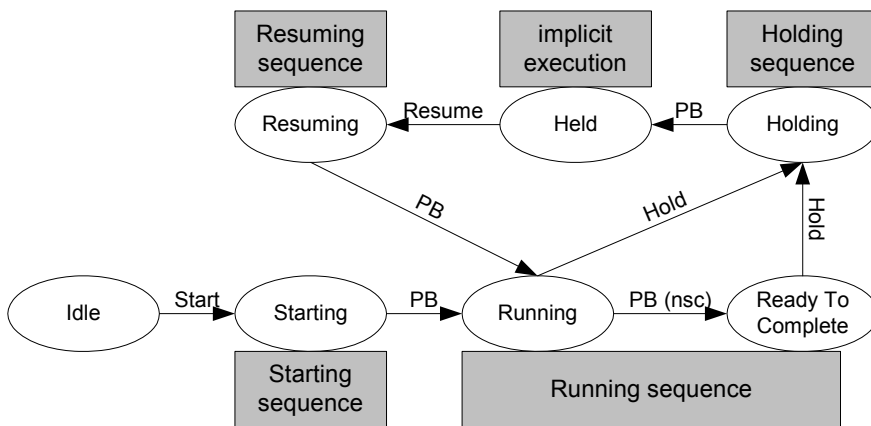 Resuming
sequence
implicit
execution
Holding
sequence
Resuming
Resume
Held
PB
Holding
PB
Hold
Hold
Idle
Start
Starting
PB
Running
PB (nsc)
Ready To
Complete
Starting
sequence
Running sequence